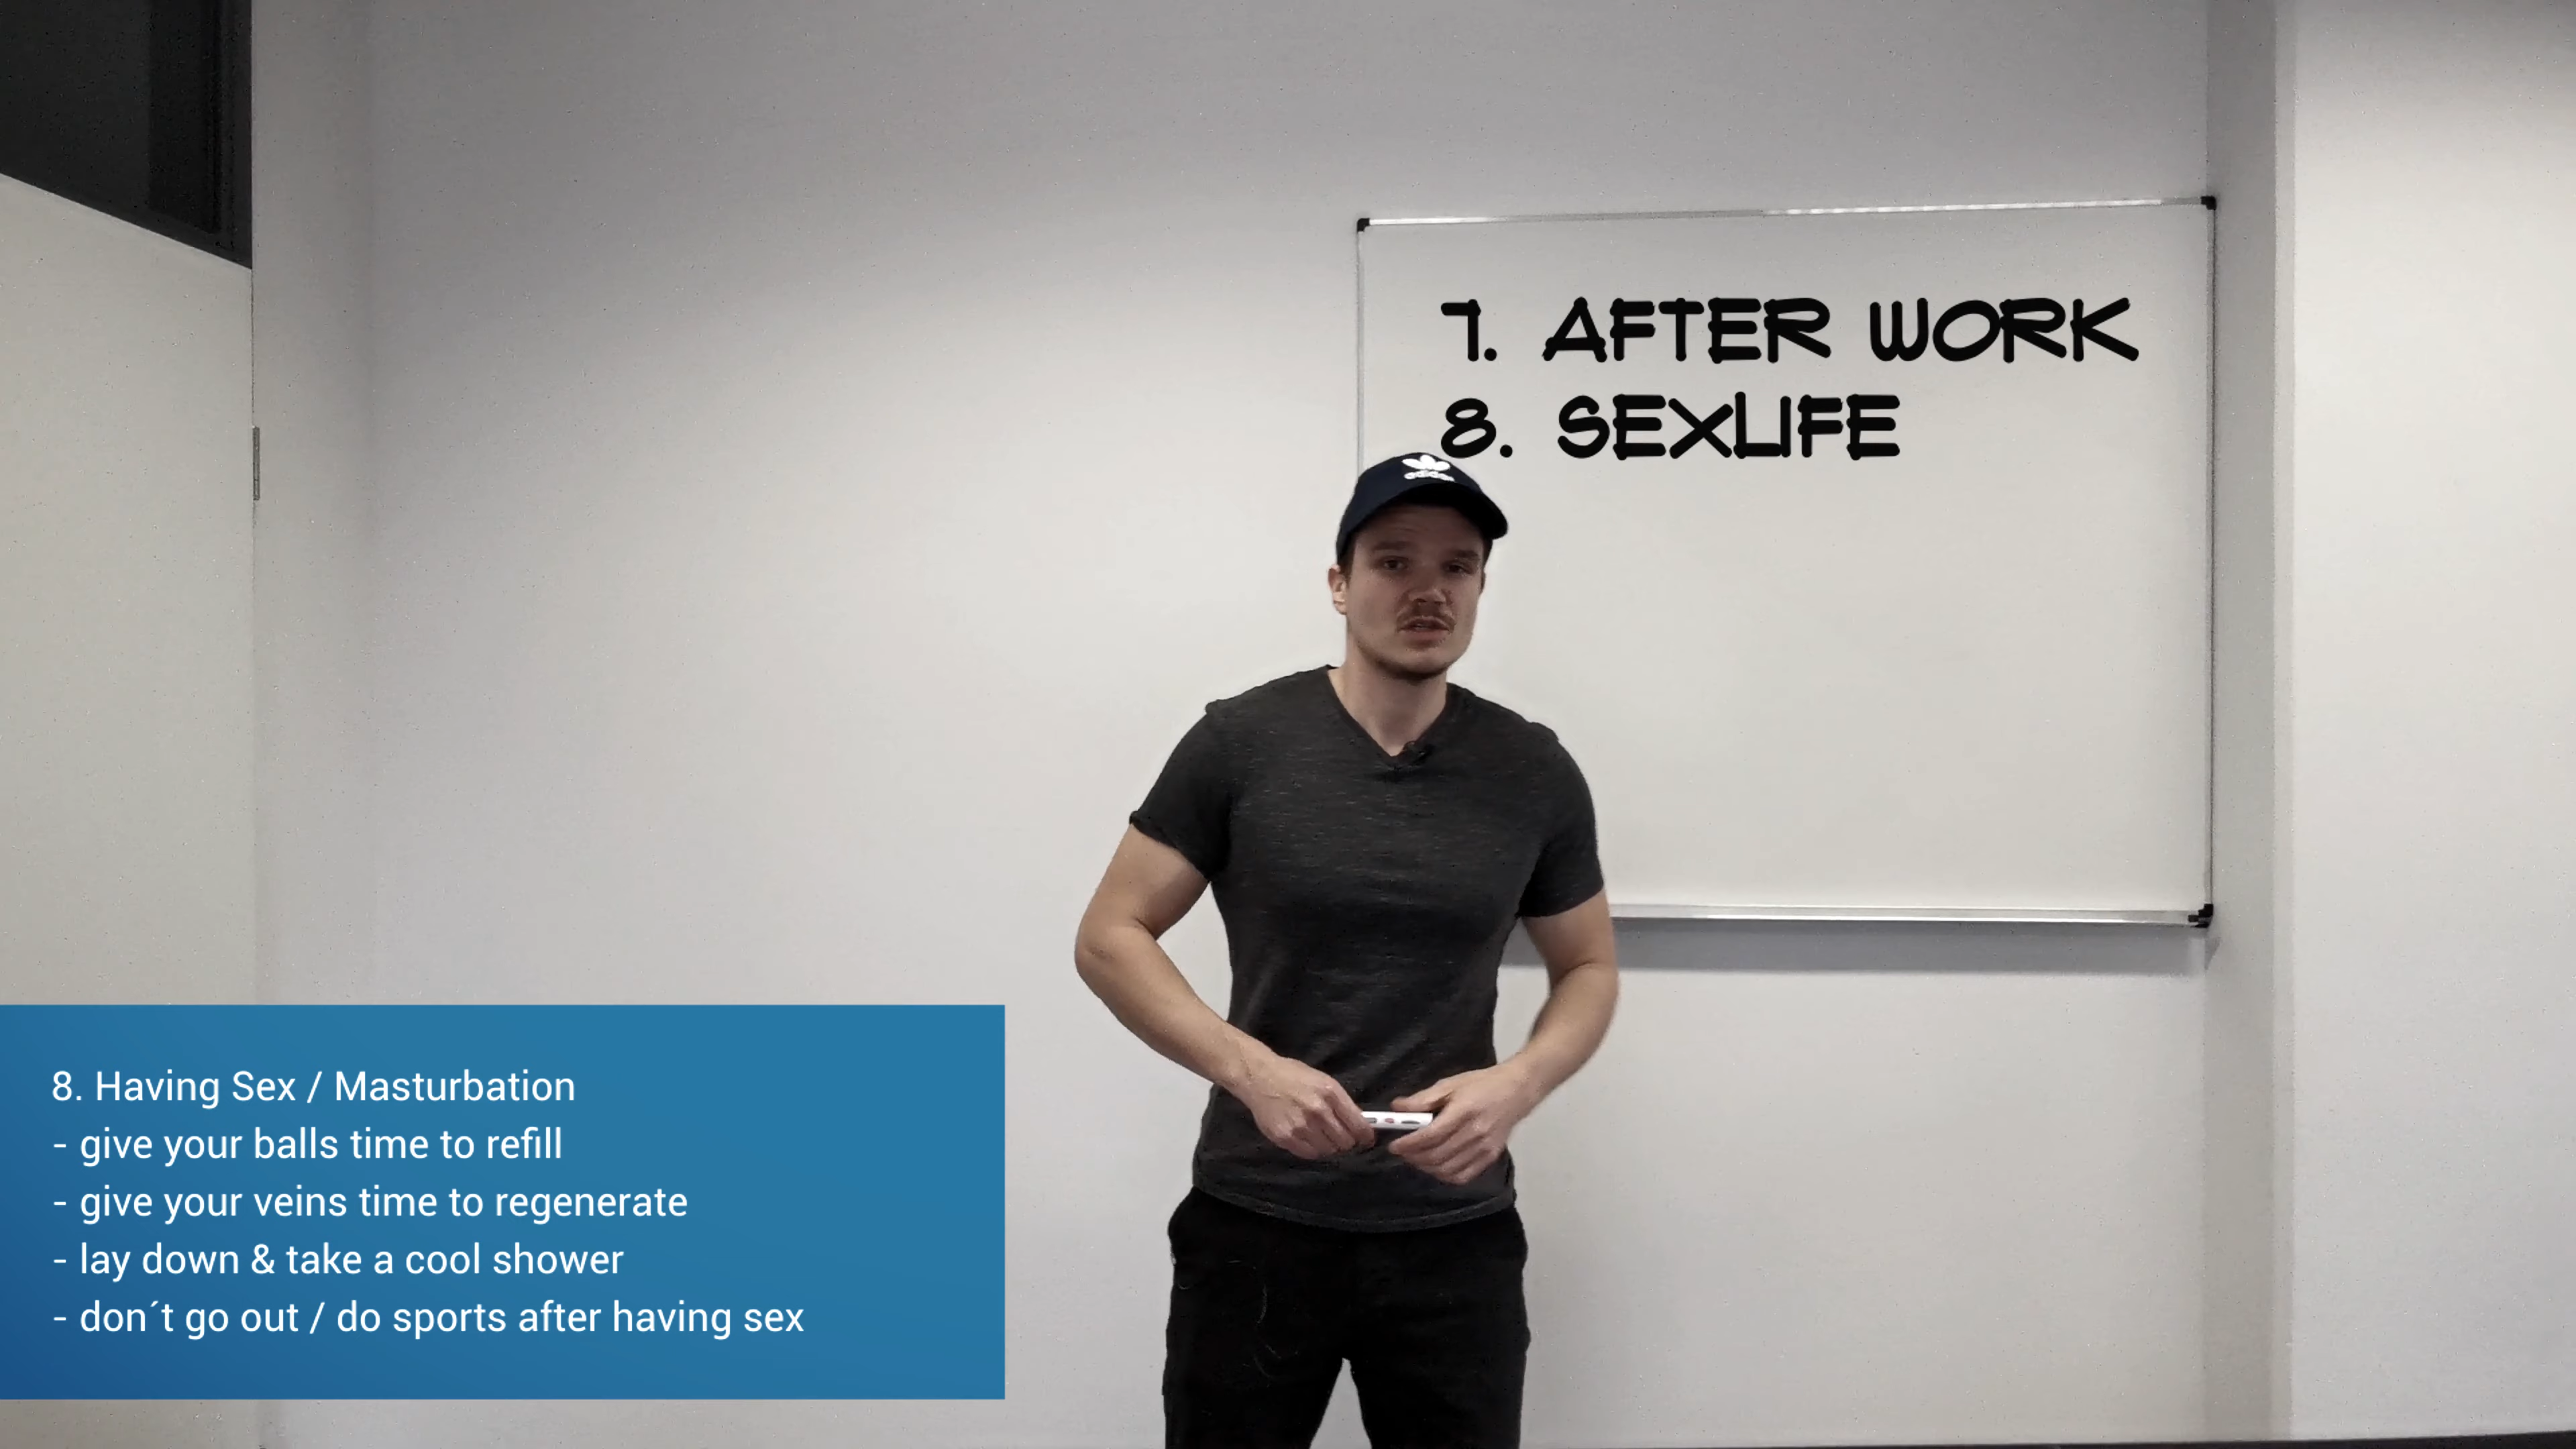 7. AFTER WORK
8. SEXLIFE
adidas
8. Having Sex / Masturbation
- give your balls time to refill
- give your veins time to regenerate
- lay down & take a cool shower
- don´t go out / do sports after having sex